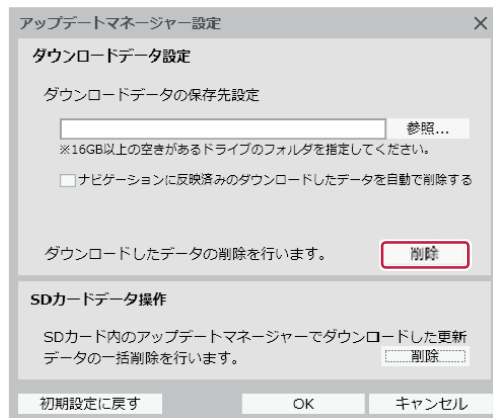 アップデートマネージャー設定
ダウンロードデータ設定
ダウンロードデータの保存先設定
参照...
※16GB以上の空きがあるドライブのフォルダを指定してください。
ナビゲーションに反映済みのダウンロードしたデータを自動で削除する
ダウンロードしたデータの削除を行います。 削除
SDカードデータ操作
SDカード内のアップデートマネージャーでダウンロードした更新
データの一括削除を行います。 削除
初期設定に戻す OK キャンセル